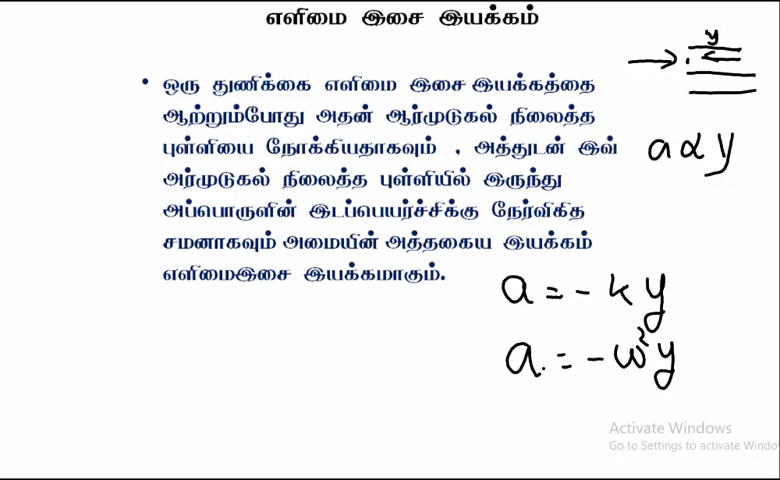 எளிமை இசை இயக்கம்
• ஒரு துணிக்கை எளிமை இசை இயக்கத்தை
ஆற்றும்போது அதன் ஆர்முடுகல் நிலைத்த
புள்ளியை நோக்கியதாகவும் , அத்துடன் இவ்
அர்முடுகல் நிலைத்த புள்ளியில் இருந்து
அப்பொருளின் இடப்பெயர்ச்சிக்கு நேர்விகித
சமனாகவும் அமையின் அத்தகைய இயக்கம்
எளிமைஇசை இயக்கமாகும்.
y
a α y
a = - k y
a. = - ω² y
Activate Windows
Go to Settings to activate Windo